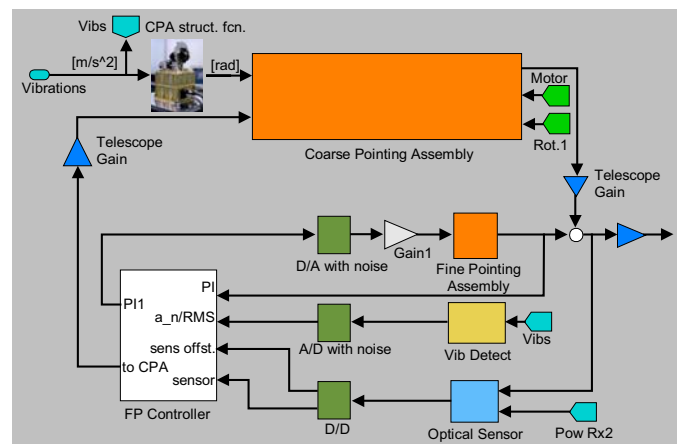 Vibs
CPA struct. fcn.
[m/s^2]
[rad]
Vibrations
Motor
Rot.1
Coarse Pointing Assembly
Telescope
Gain
Telescope
Gain
D/A with noise
Gain1
Fine Pointing
Assembly
PI
PI1
a_n/RMS
A/D with noise
Vib Detect
Vibs
sens offst.
to CPA
sensor
FP Controller
D/D
Optical Sensor
Pow Rx2